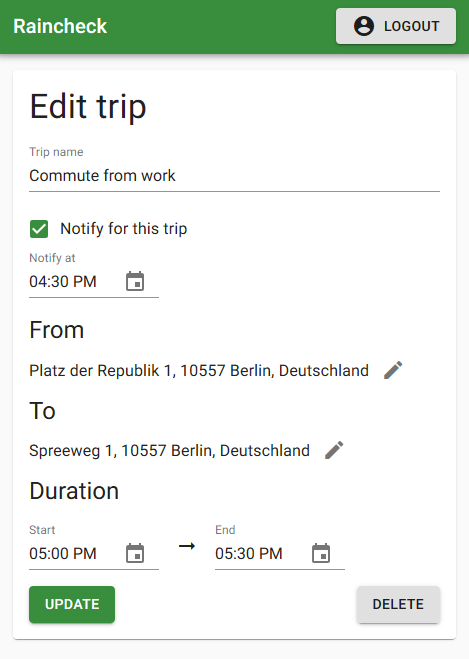 Raincheck
LOGOUT
Edit trip
Trip name
Commute from work
Notify for this trip
Notify at
04:30 PM
From
Platz der Republik 1, 10557 Berlin, Deutschland
To
Spreeweg 1, 10557 Berlin, Deutschland
Duration
Start
End
05:00 PM
05:30 PM
UPDATE
DELETE